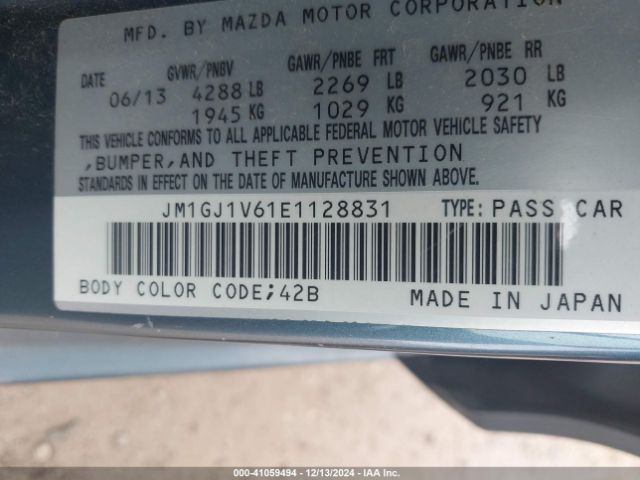 MFD. BY MAZDA MOTOR CORPORATION
DATE GVWR/PNBV GAWR/PNBE FRT GAWR/PNBE RR
06/13 4288 LB 2269 LB 2030 LB
1945 KG 1029 KG 921 KG
THIS VEHICLE CONFORMS TO ALL APPLICABLE FEDERAL MOTOR VEHICLE SAFETY
,BUMPER,AND THEFT PREVENTION
STANDARDS IN EFFECT ON THE DATE OF MANUFACTURE SHOWN ABOVE.
JM1GJ1V61E1128831 TYPE: PASS CAR
BODY COLOR CODE;42B MADE IN JAPAN
000-41059494 - 12/13/2024 - IAA Inc.